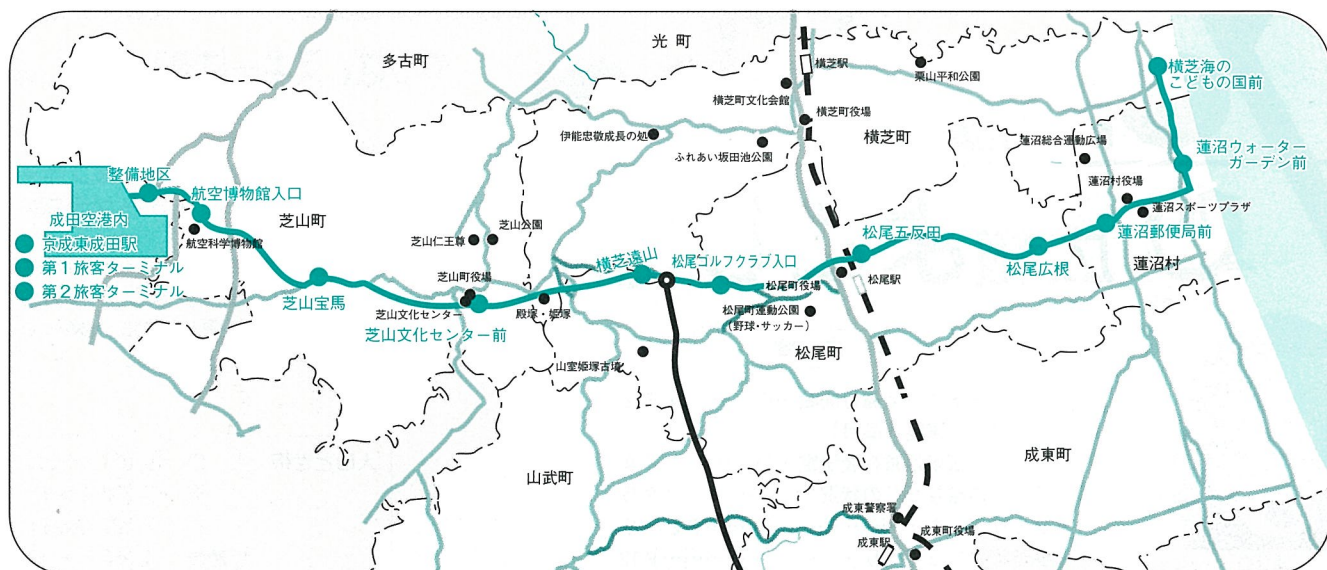 光町
多古町
横芝駅
栗山平和公園
横芝海の
こどもの国前
横芝町文化会館
横芝町役場
横芝町
伊能忠敬成長の処
ふれあい坂田池公園
蓮沼総合運動広場
蓮沼ウォーター
ガーデン前
整備地区
航空博物館入口
蓮沼村役場
蓮沼スポーツプラザ
成田空港内
芝山町
芝山公園
蓮沼郵便局前
京成東成田駅
航空科学博物館
芝山仁王尊
松尾五反田
第1旅客ターミナル
横芝遠山
松尾ゴルフクラブ入口
松尾広根
蓮沼村
第2旅客ターミナル
芝山町役場
松尾町役場
松尾駅
芝山宝馬
芝山文化センター
殿塚・姫塚
松尾町運動公園
(野球・サッカー)
芝山文化センター前
松尾町
山室姫塚古墳
成東町
山武町
成東警察署
成東町役場
成東駅